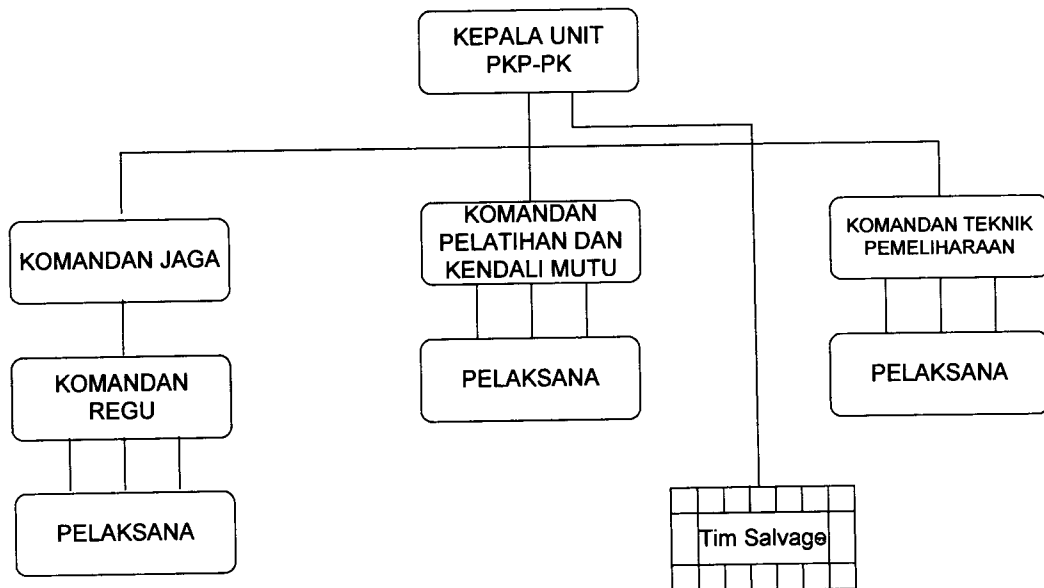 KEPALA UNIT
PKP-PK
KOMANDAN JAGA
KOMANDAN
REGU
PELAKSANA
KOMANDAN
PELATIHAN DAN
KENDALI MUTU
PELAKSANA
KOMANDAN TEKNIK
PEMELIHARAAN
PELAKSANA
Tim Salvage